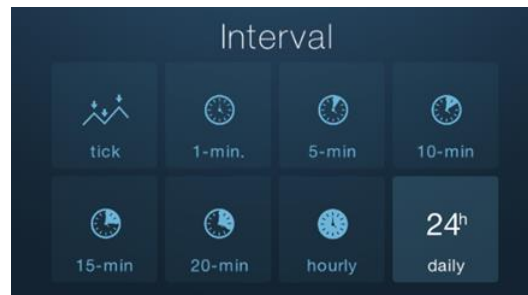 Interval
tick
1-min.
5-min
10-min
15-min
20-min
hourly
24h
daily